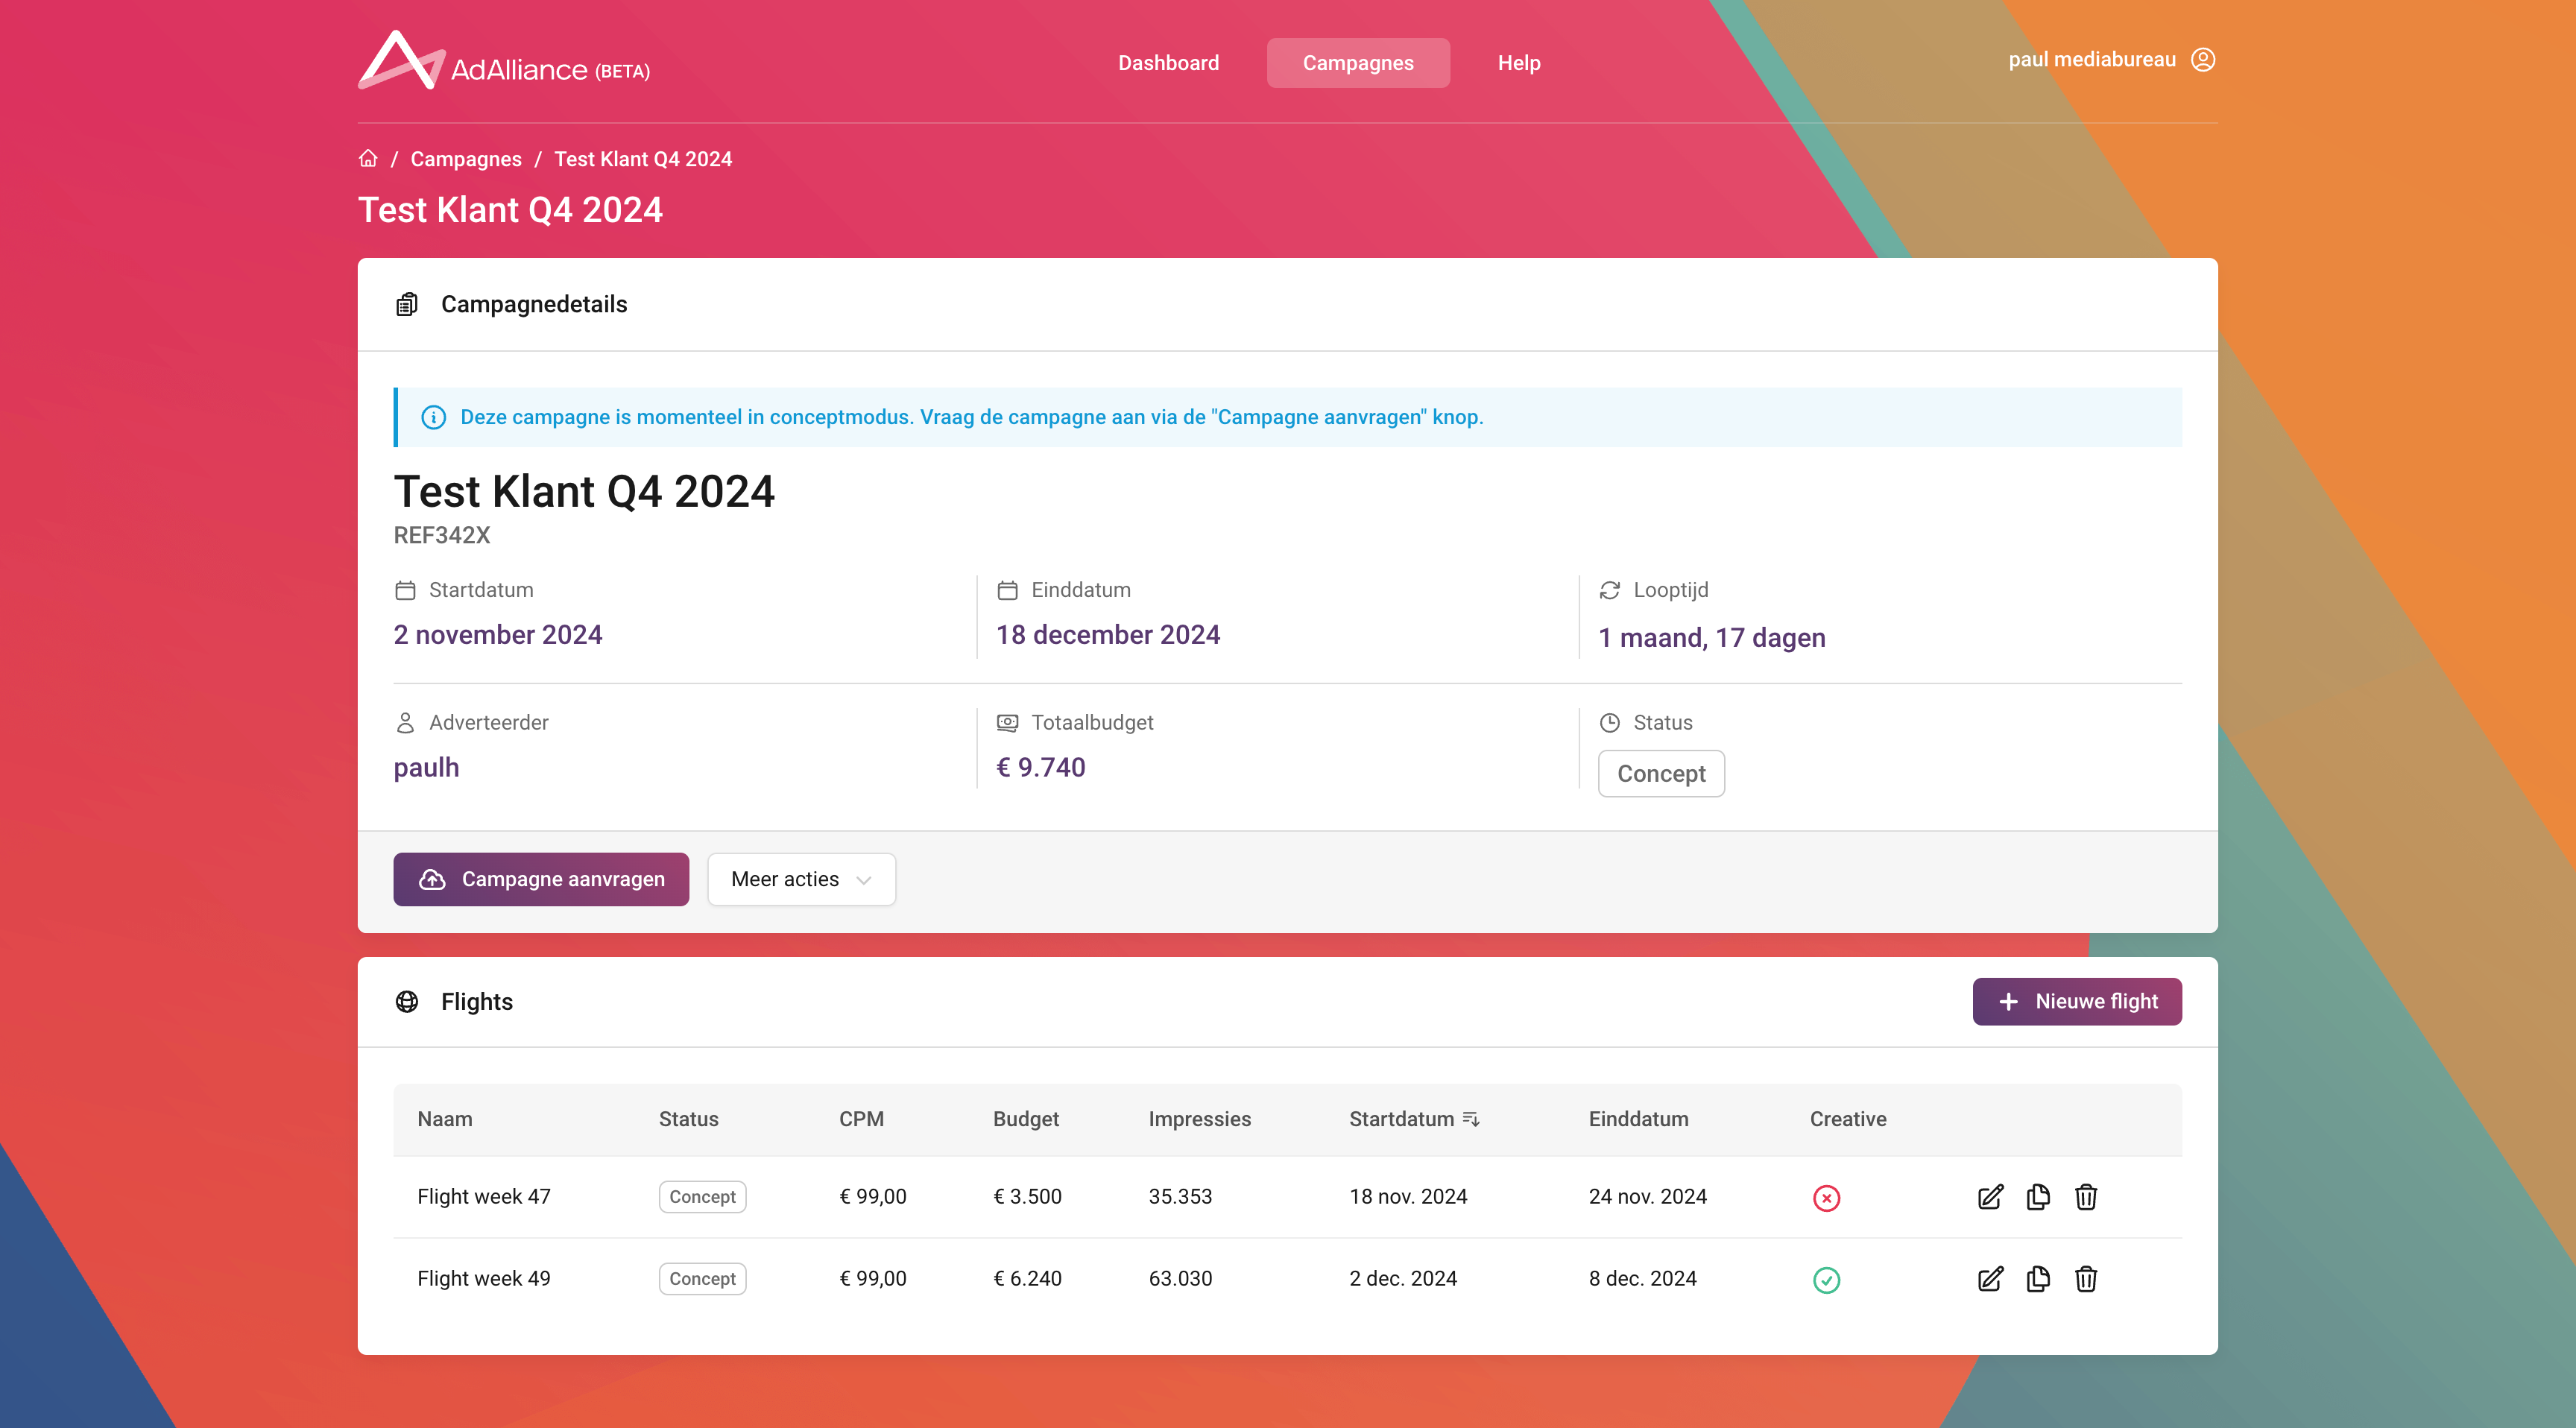 AdAlliance (BETA)
Dashboard Campagnes Help
paul mediabureau
/ Campagnes / Test Klant Q4 2024
Test Klant Q4 2024
Campagnedetails
Deze campagne is momenteel in conceptmodus. Vraag de campagne aan via de "Campagne aanvragen" knop.
Test Klant Q4 2024
REF342X
Startdatum Einddatum Looptijd
2 november 2024 18 december 2024 1 maand, 17 dagen
Adverteerder Totaalbudget Status
paulh € 9.740 Concept
Campagne aanvragen Meer acties
Flights Nieuwe flight
Naam Status CPM Budget Impressies Startdatum Einddatum Creative
Flight week 47 Concept € 99,00 € 3.500 35.353 18 nov. 2024 24 nov. 2024
Flight week 49 Concept € 99,00 € 6.240 63.030 2 dec. 2024 8 dec. 2024